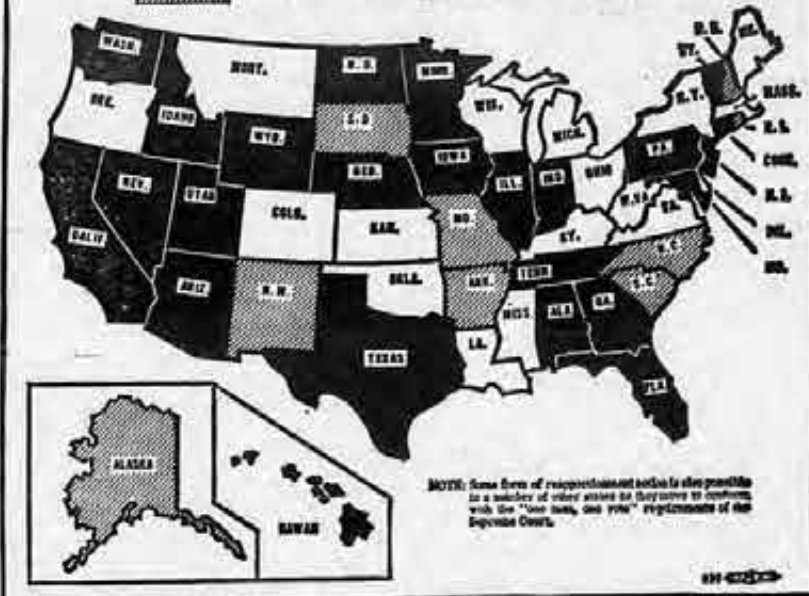 WASH.
MONT.
N.D.
MINN.
ORE.
IDAHO
WYO.
S.D.
WIS.
MICH.
N.Y.
VT.
N.H.
ME.
MASS.
R.I.
CONN.
N.J.
DEL.
MD.
NEV.
UTAH
COLO.
NEB.
IOWA
ILL.
IND.
OHIO
PA.
W.VA.
VA.
KY.
CALIF
KAN.
MO.
ARIZ
N.M.
OKLA.
ARK.
TENN
N.C.
S.C.
TEXAS
LA.
MISS.
ALA
GA.
FLA.
ALASKA
HAWAII
NOTE: Some form of reapportionment action is also possible
in a number of other states as they move to conform
with the "one man, one vote" requirements of the
Supreme Court.